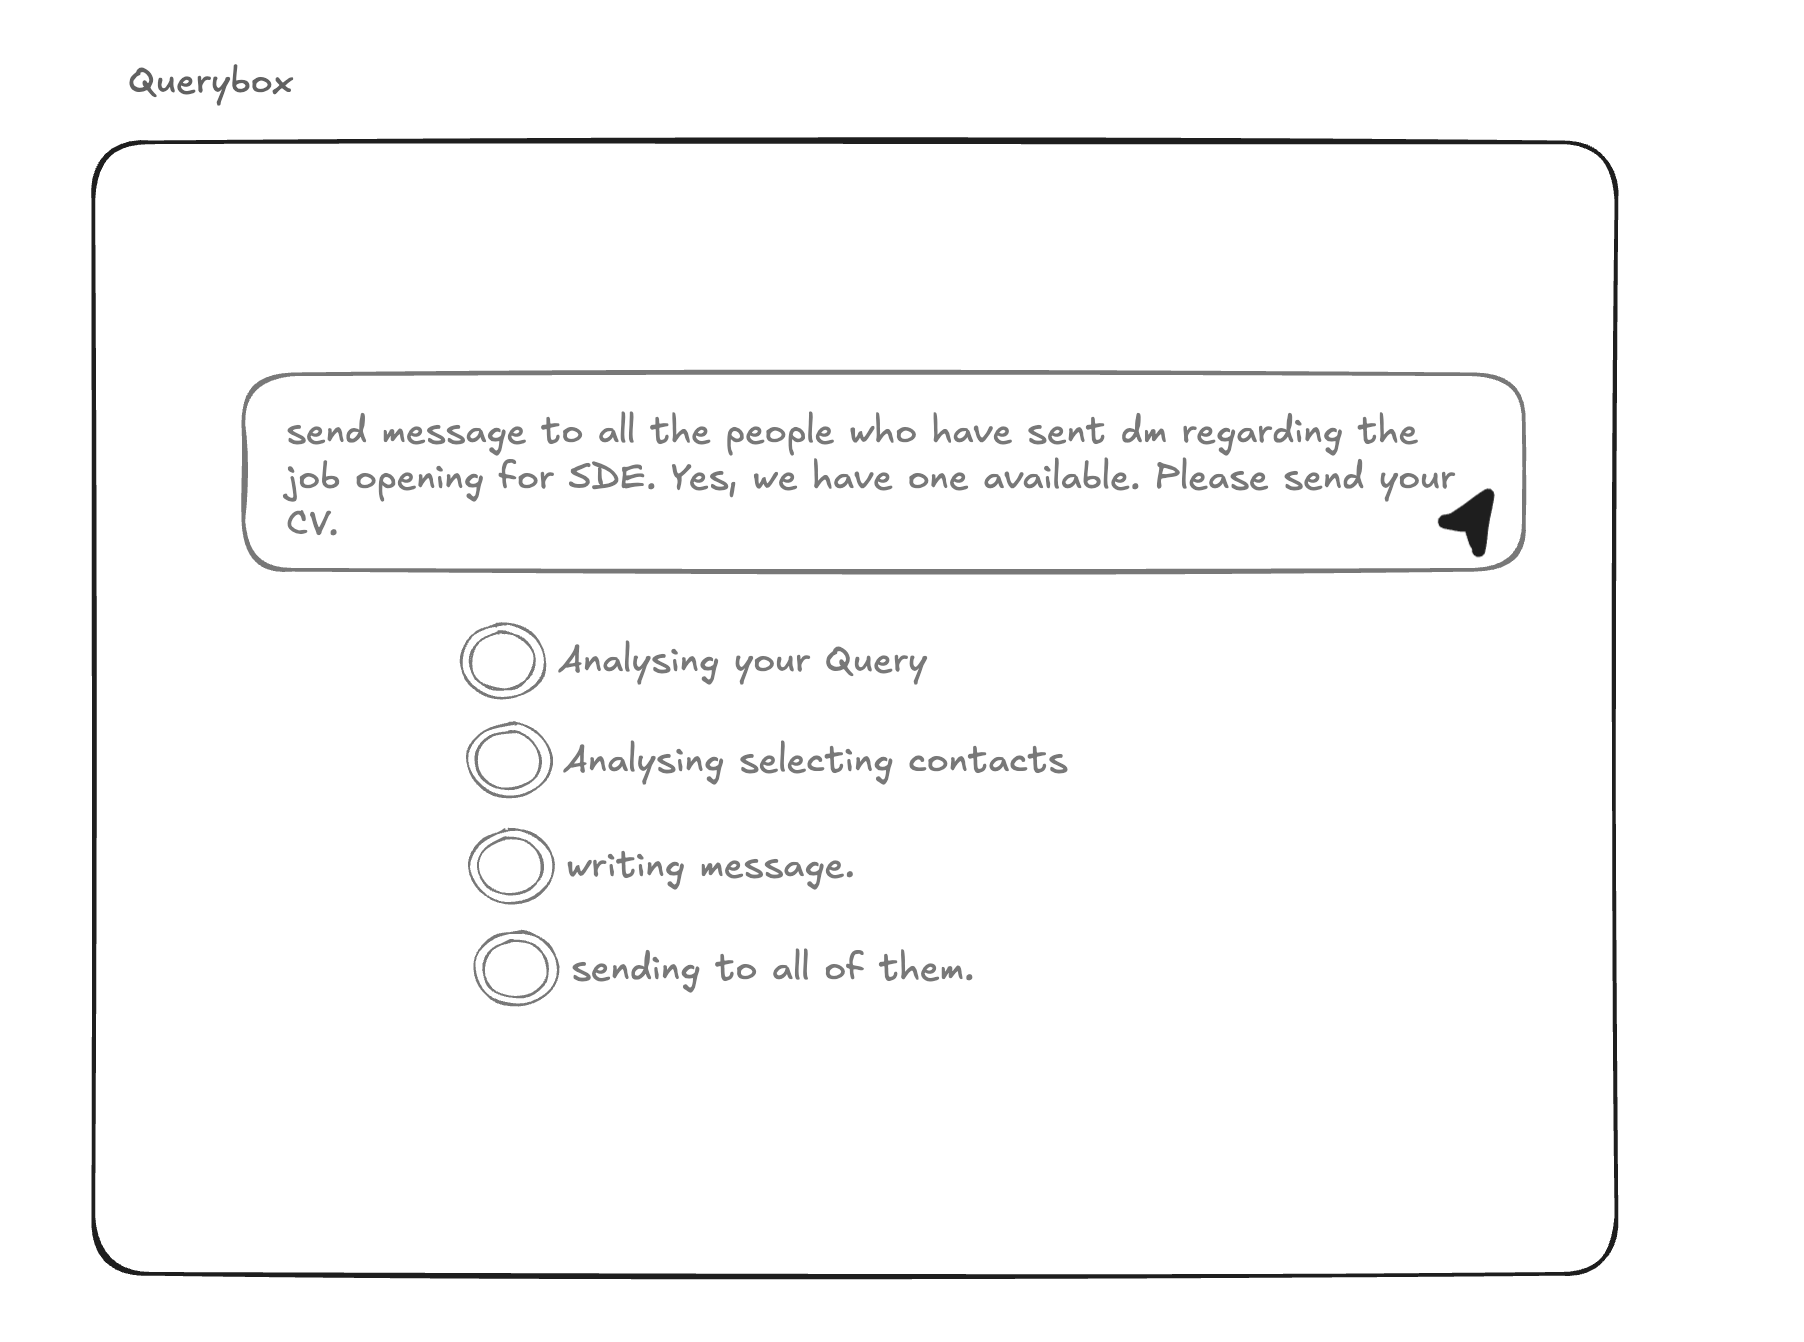 Querybox
send message to all the people who have sent dm regarding the
job opening for SDE. Yes, we have one available. Please send your
CV.
Analysing your Query
Analysing selecting contacts
writing message.
sending to all of them.